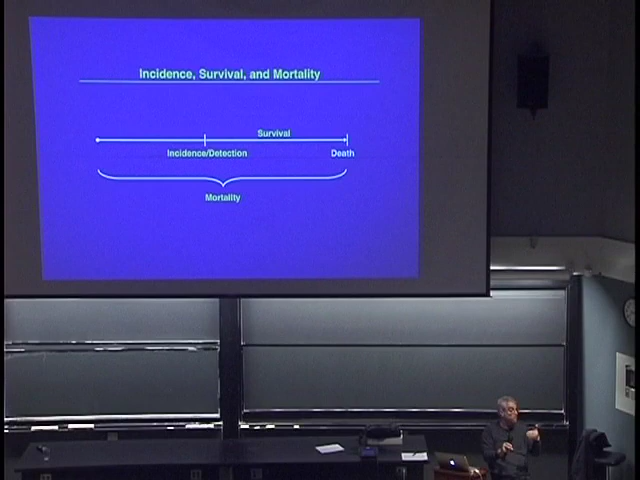 Incidence, Survival, and Mortality
Survival
Incidence/Detection
Death
Mortality